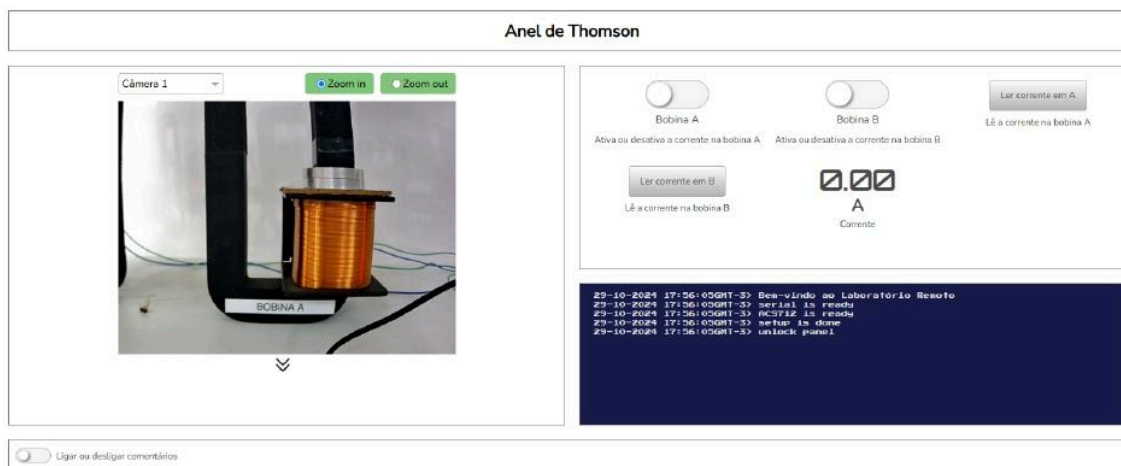 Anel de Thomson
Câmera 1
Zoom in
Zoom out
BOBINA A
Bobina A
Ativa ou desativa a corrente na bobina A
Bobina B
Ativa ou desativa a corrente na bobina B
Ler corrente em A
Lê a corrente na bobina A
Ler corrente em B
Lê a corrente na bobina B
0.00
A
Corrente
29-10-2024 17:56:05GMT-3> Bem-vindo ao Laboratório Remoto
29-10-2024 17:56:05GMT-3> serial is ready
29-10-2024 17:56:05GMT-3> ACS712 is ready
29-10-2024 17:56:05GMT-3> setup is done
29-10-2024 17:56:05GMT-3> unlock panel
Ligar ou desligar comentários